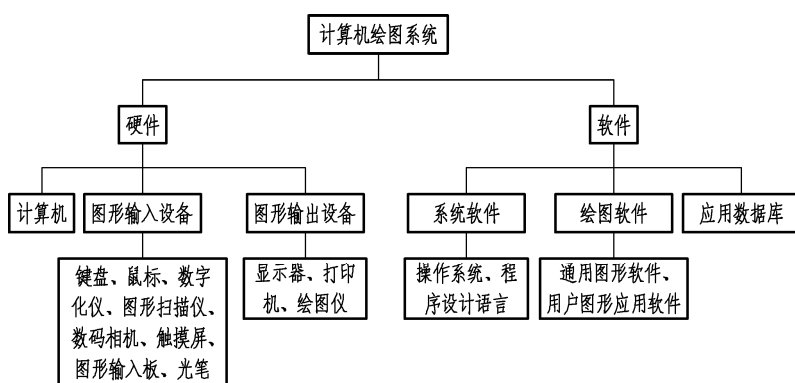 计算机绘图系统
硬件
软件
计算机
图形输入设备
图形输出设备
系统软件
绘图软件
应用数据库
键盘、鼠标、数字
化仪、图形扫描仪、
数码相机、触摸屏、
图形输入板、光笔
显示器、打印
机、绘图仪
操作系统、程
序设计语言
通用图形软件、
用户图形应用软件